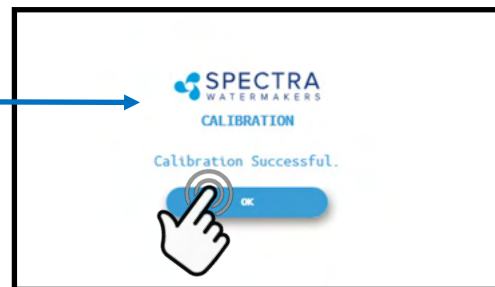 SPECTRA
WATERMAKERS
CALIBRATION
Calibration Successful.
OK